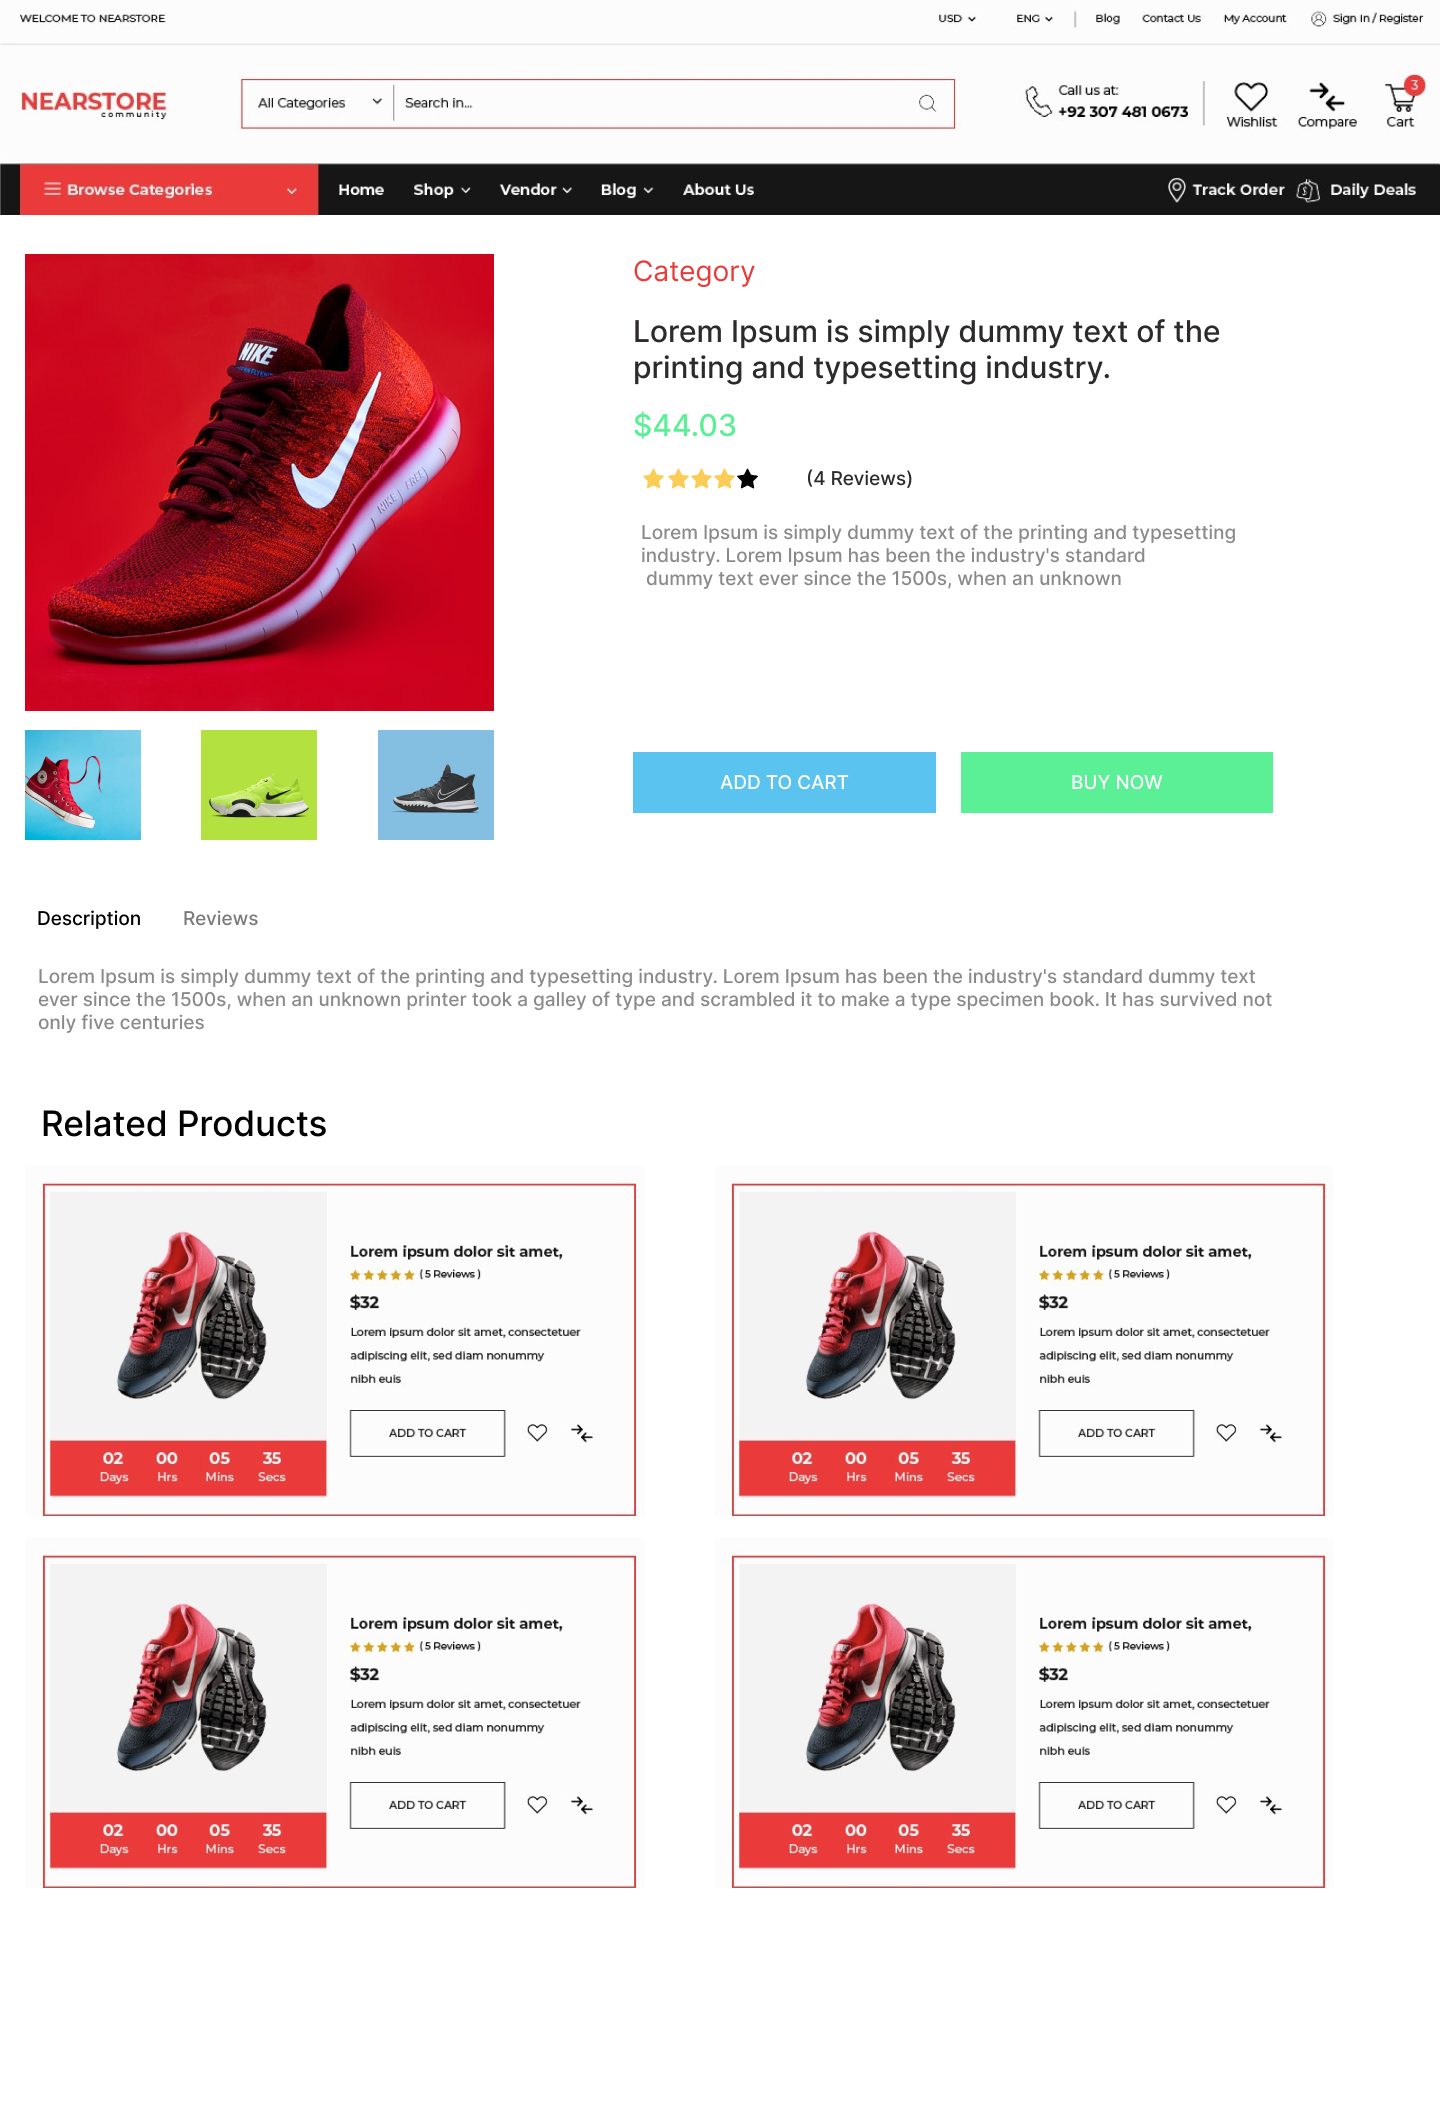 WELCOME TO NEARSTORE
USD ENG Blog Contact Us My Account Sign In / Register
NEARSTORE
community
All Categories Search in...
Call us at:
+92 307 481 0673
Wishlist Compare 3 Cart
Browse Categories Home Shop Vendor Blog About Us Track Order Daily Deals
NIKE
NIKE FREE
Category
Lorem Ipsum is simply dummy text of the
printing and typesetting industry.
$44.03
(4 Reviews)
Lorem Ipsum is simply dummy text of the printing and typesetting
industry. Lorem Ipsum has been the industry's standard
dummy text ever since the 1500s, when an unknown
ADD TO CART BUY NOW
Description Reviews
Lorem Ipsum is simply dummy text of the printing and typesetting industry. Lorem Ipsum has been the industry's standard dummy text
ever since the 1500s, when an unknown printer took a galley of type and scrambled it to make a type specimen book. It has survived not
only five centuries
Related Products
Lorem ipsum dolor sit amet,
( 5 Reviews )
$32
Lorem ipsum dolor sit amet, consectetuer
adipiscing elit, sed diam nonummy
nibh euis
ADD TO CART
02 00 05 35
Days Hrs Mins Secs
Lorem ipsum dolor sit amet,
( 5 Reviews )
$32
Lorem ipsum dolor sit amet, consectetuer
adipiscing elit, sed diam nonummy
nibh euis
ADD TO CART
02 00 05 35
Days Hrs Mins Secs
Lorem ipsum dolor sit amet,
( 5 Reviews )
$32
Lorem ipsum dolor sit amet, consectetuer
adipiscing elit, sed diam nonummy
nibh euis
ADD TO CART
02 00 05 35
Days Hrs Mins Secs
Lorem ipsum dolor sit amet,
( 5 Reviews )
$32
Lorem ipsum dolor sit amet, consectetuer
adipiscing elit, sed diam nonummy
nibh euis
ADD TO CART
02 00 05 35
Days Hrs Mins Secs